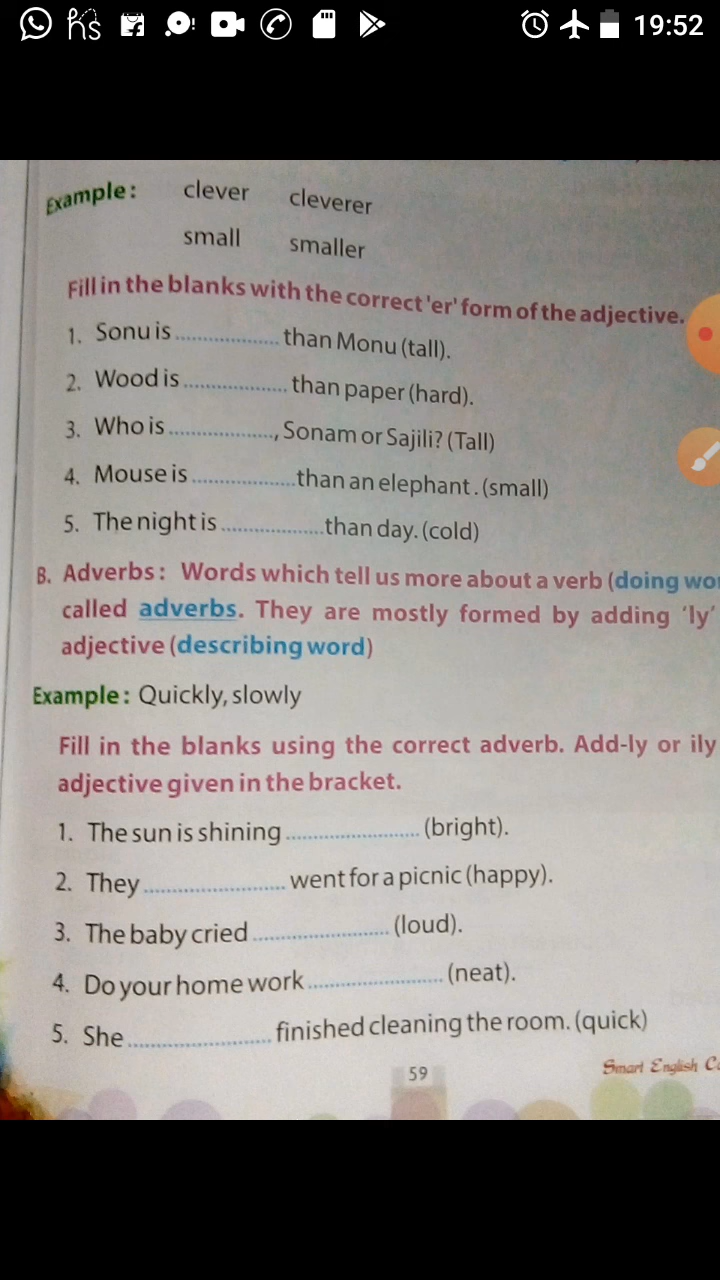 19:52
Example: clever cleverer
small smaller
Fill in the blanks with the correct 'er' form of the adjective.
1. Sonu is .................. than Monu (tall).
2. Wood is .................. than paper (hard).
3. Who is .................., Sonam or Sajili? (Tall)
4. Mouse is .................. than an elephant. (small)
5. The night is .................. than day. (cold)
B. Adverbs: Words which tell us more about a verb (doing wo
called adverbs. They are mostly formed by adding 'ly'
adjective (describing word)
Example: Quickly, slowly
Fill in the blanks using the correct adverb. Add-ly or ily
adjective given in the bracket.
1. The sun is shining ....................... (bright).
2. They ........................ went for a picnic (happy).
3. The baby cried ........................ (loud).
4. Do your home work ........................ (neat).
5. She ........................ finished cleaning the room. (quick)
59
Smart English